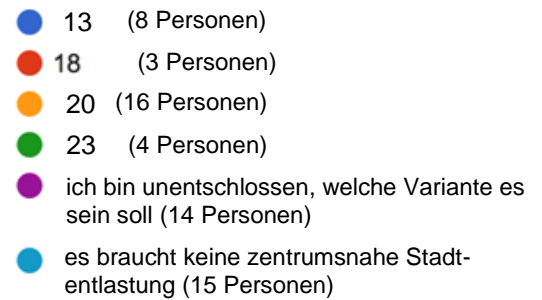 13 (8 Personen)
18 (3 Personen)
20 (16 Personen)
23 (4 Personen)
ich bin unentschlossen, welche Variante es
sein soll (14 Personen)
es braucht keine zentrumsnahe Stadt-
entlastung (15 Personen)